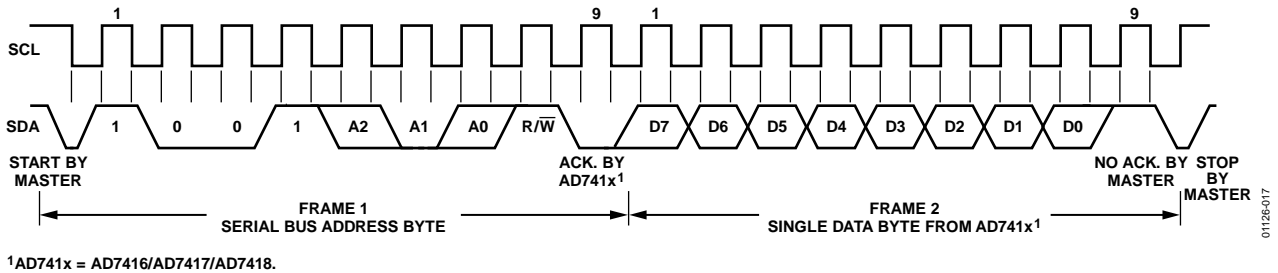 1 9 1 9
SCL
SDA 1 0 0 1 A2 A1 A0 R/W̅ D7 D6 D5 D4 D3 D2 D1 D0
START BY
MASTER
ACK. BY
AD741x¹
NO ACK. BY
MASTER
STOP
BY
MASTER
FRAME 1
SERIAL BUS ADDRESS BYTE
FRAME 2
SINGLE DATA BYTE FROM AD741x¹
01126-017
¹AD741x = AD7416/AD7417/AD7418.